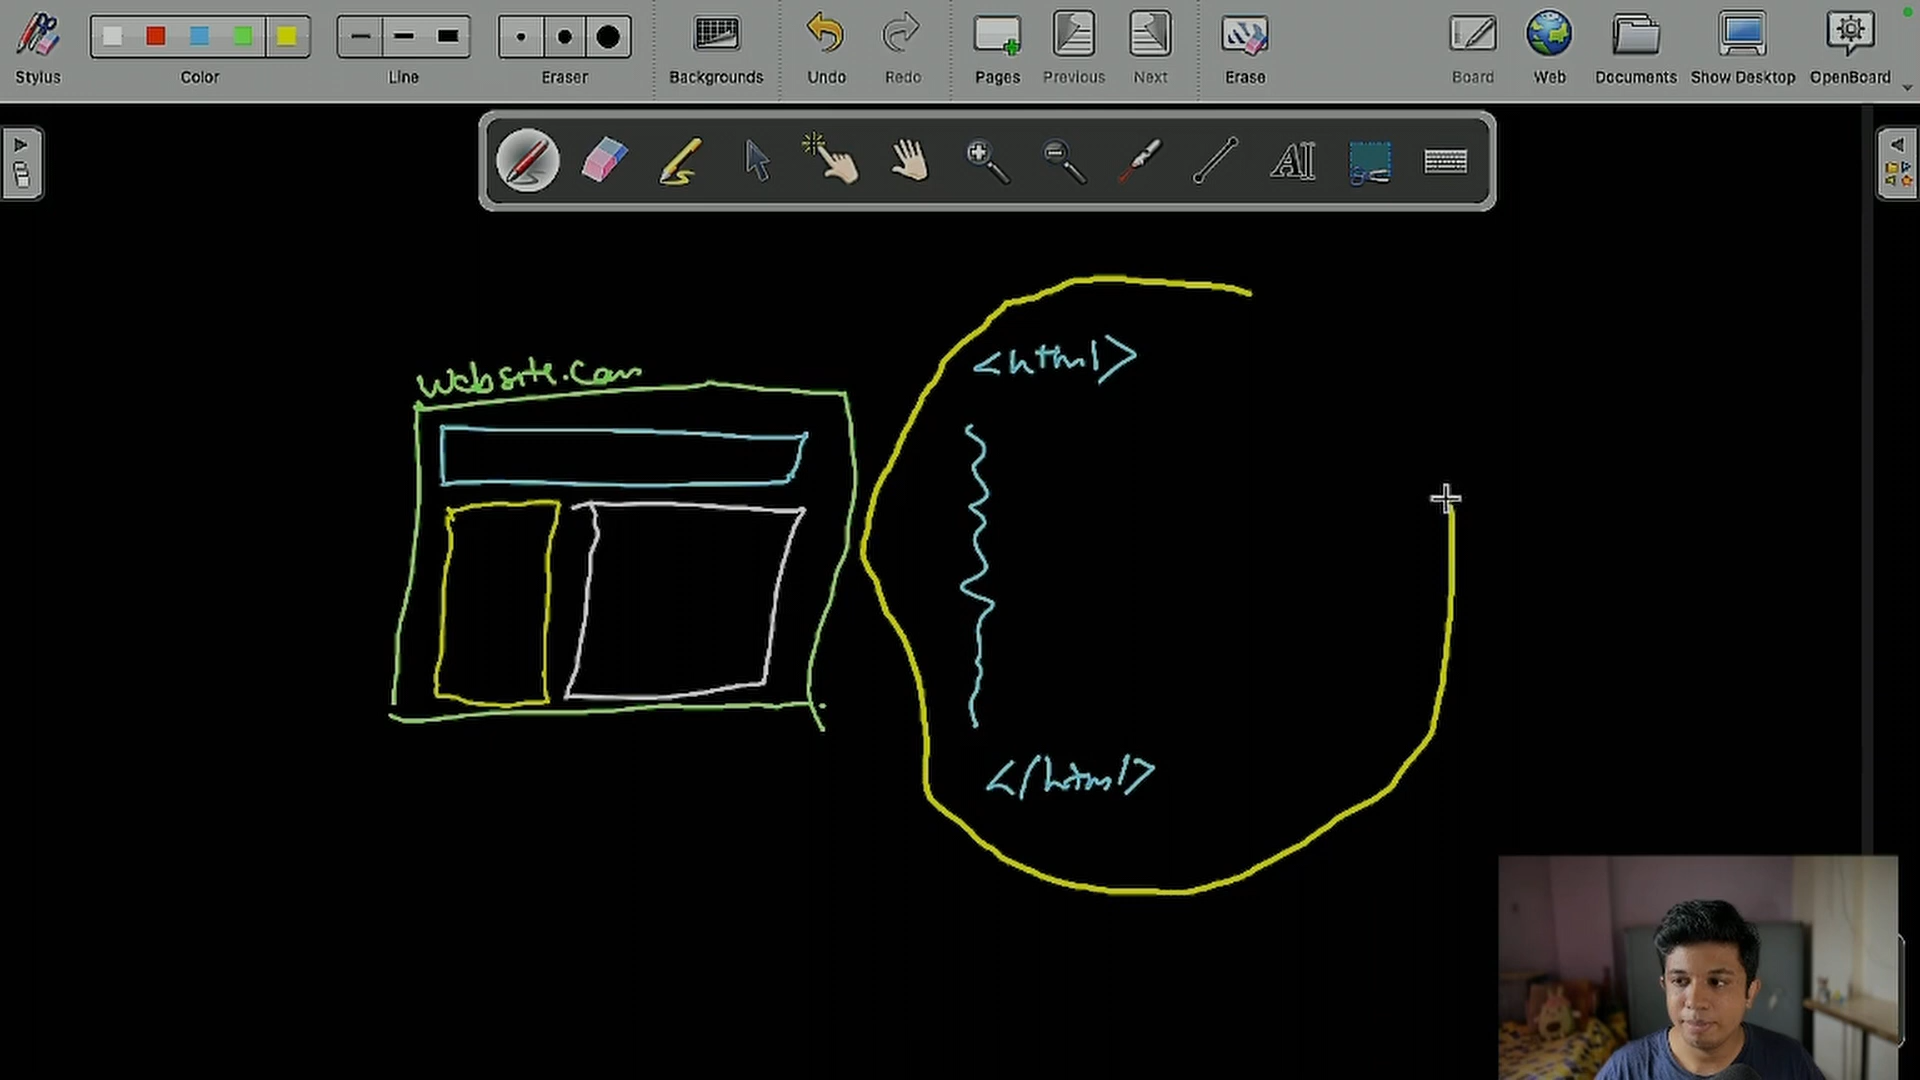 Stylus Color Line Eraser Backgrounds Undo Redo Pages Previous Next Erase Board Web Documents Show Desktop OpenBoard
AI
website.com
<html>
</html>